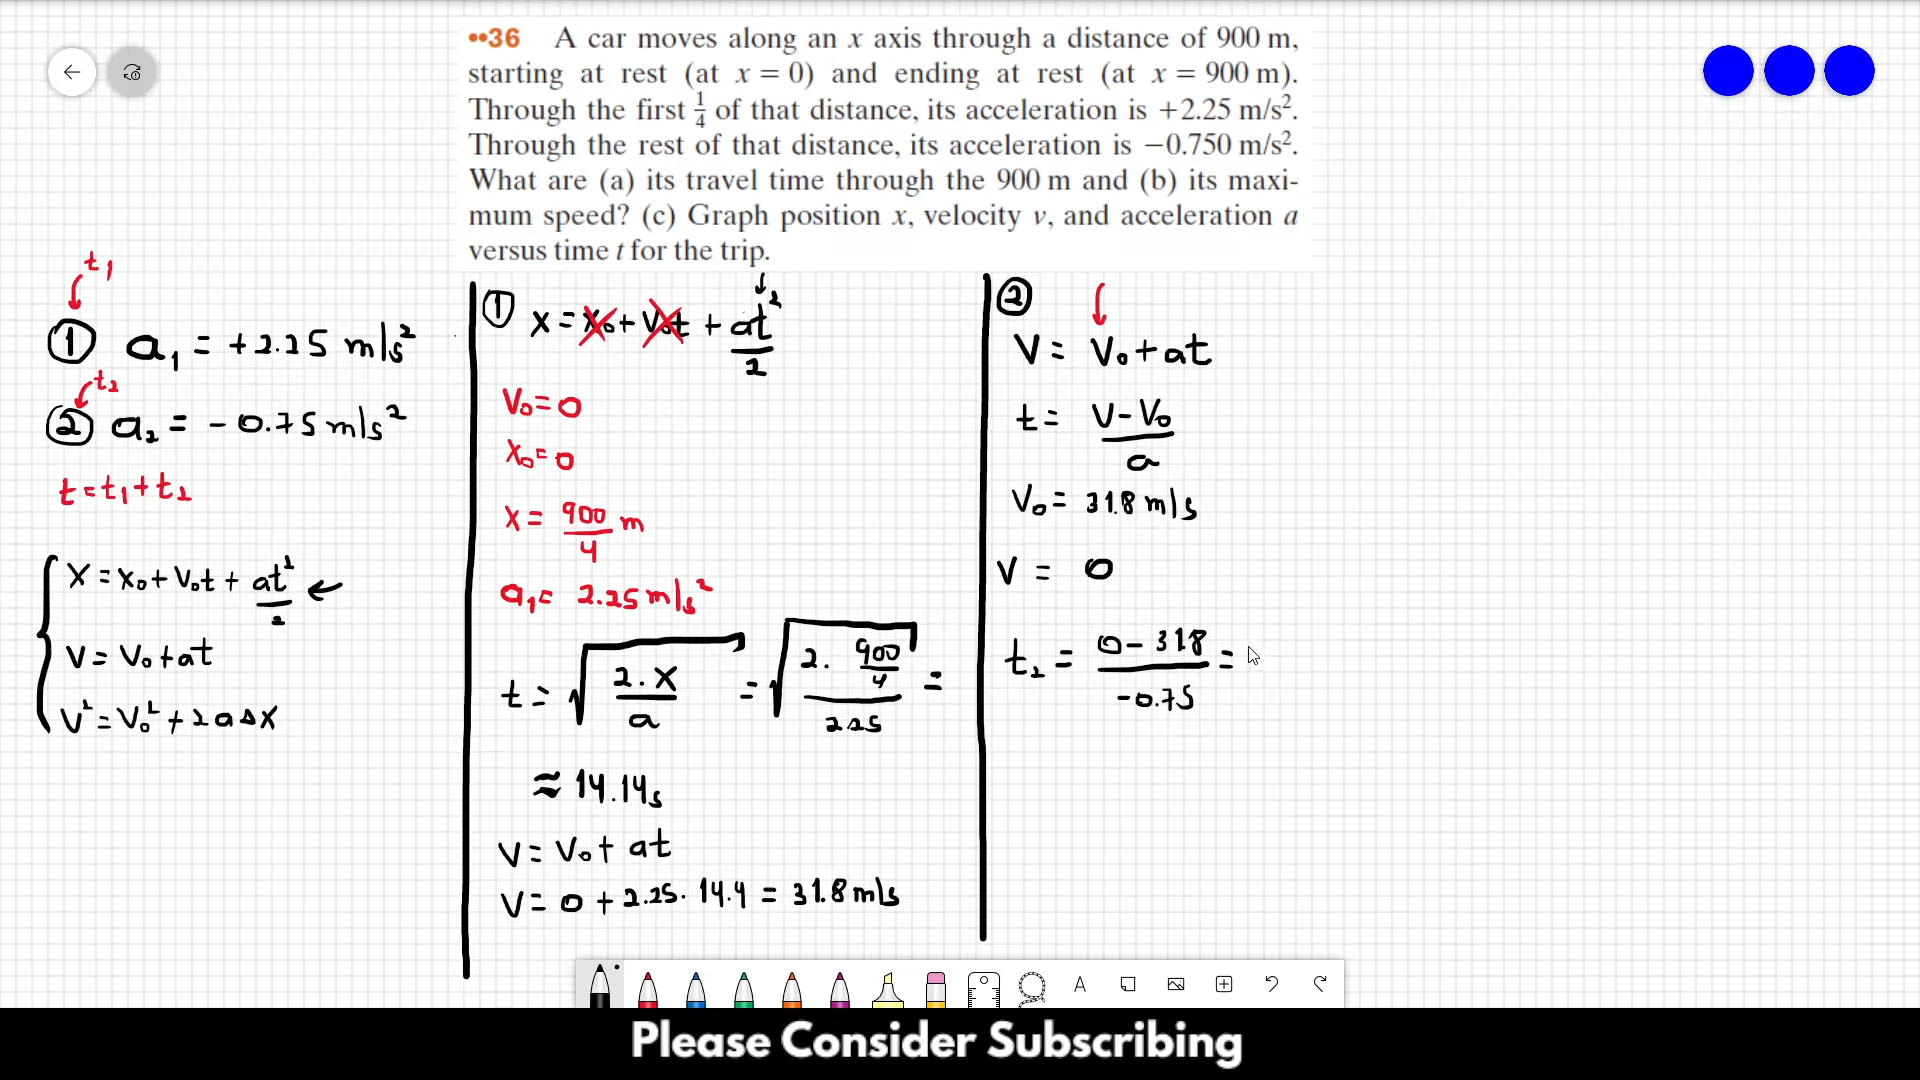 ••36 A car moves along an x axis through a distance of 900 m,
starting at rest (at x = 0) and ending at rest (at x = 900 m).
Through the first 1/4 of that distance, its acceleration is +2.25 m/s².
Through the rest of that distance, its acceleration is −0.750 m/s².
What are (a) its travel time through the 900 m and (b) its maxi-
mum speed? (c) Graph position x, velocity v, and acceleration a
versus time t for the trip.
t₁
① a₁ = +2.25 m/s²
t₂
② a₂ = -0.75 m/s²
t = t₁ + t₂
x = x₀ + v₀t + at²/2
v = v₀ + at
v² = v₀² + 2aΔx
① x = x₀ + v₀t + at²/2
v₀ = 0
x₀ = 0
x = 900/4 m
a₁ = 2.25 m/s²
t = √(2.x/a) = √(2. 900/4 / 2.25) =
≈ 14.14s
v = v₀ + at
v = 0 + 2.25. 14.4 = 31.8 m/s
②
v = v₀ + at
t = v - v₀/a
v₀ = 31.8 m/s
v = 0
t₂ = 0 - 31.8/-0.75 =
A
Please Consider Subscribing